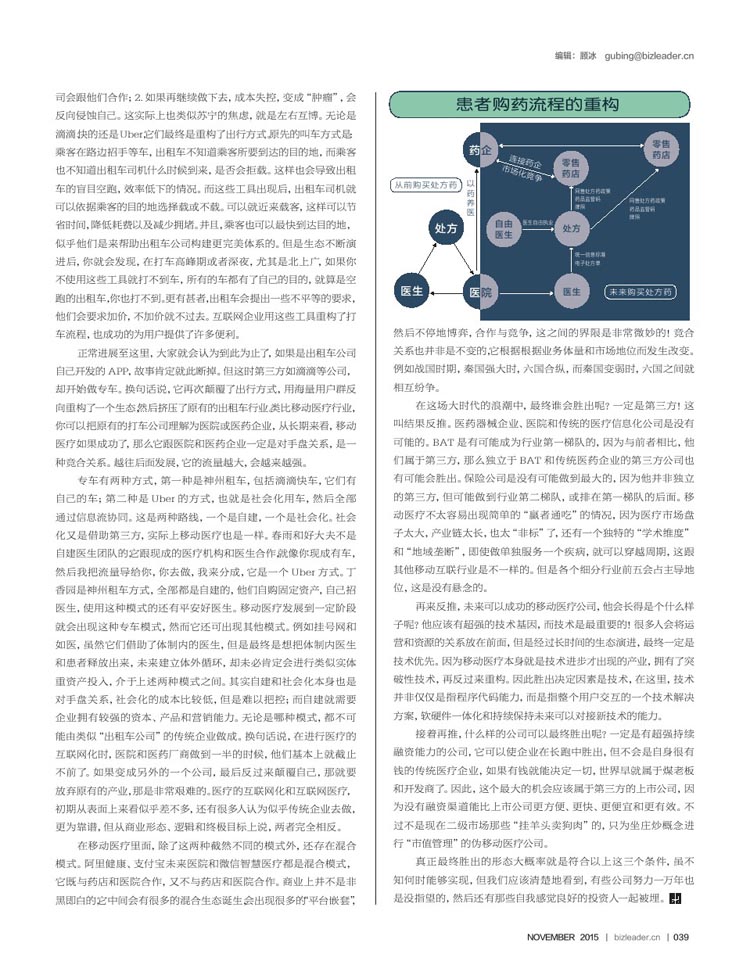 编辑：顾冰 gubing@bizleader.cn
司会跟他们合作；2. 如果再继续做下去，成本失控，变成“肿瘤”，会
反向侵蚀自己。这实际上也类似苏宁的焦虑，就是左右互博。无论是
滴滴、快的还是Uber，它们最终是重构了出行方式。原先的叫车方式是：
乘客在路边招手等车，出租车不知道乘客所要到达的目的地，而乘客
也不知道出租车司机什么时候到来，是否会拒载。这样也会导致出租
车的盲目空跑，效率低下的情况。而这些工具出现后，出租车司机就
可以依据乘客的目的地选择载或不载。可以就近来载客，这样可以节
省时间，降低耗费以及减少拥堵。并且，乘客也可以最快到达目的地，
似乎他们是来帮助出租车公司构建更完美体系的。但是生态不断演
进后，你就会发现，在打车高峰期或者深夜，尤其是北上广，如果你
不使用这些工具就打不到车，所有的车都有了自己的目的，就算是空
跑的出租车，你也打不到。更有甚者，出租车会提出一些不平等的要求，
他们会要求加价，不加价就不过去。互联网企业用这些工具重构了打
车流程，也成功的为用户提供了许多便利。
正常进展至这里，大家就会认为到此为止了，如果是出租车公司
自己开发的 APP，故事肯定就此断掉。但这时第三方如滴滴等公司，
却开始做专车。换句话说，它再次颠覆了出行方式，用海量用户群反
向重构了一个生态，然后挤压了原有的出租车行业。类比移动医疗行业，
你可以把原有的打车公司理解为医院或医药企业，从长期来看，移动
医疗如果成功了，那么它跟医院和医药企业一定是对手盘关系，是一
种竞合关系。越往后面发展，它的流量越大，会越来越强。
专车有两种方式，第一种是神州租车，包括滴滴快车，它们有
自己的车；第二种是 Uber 的方式，也就是社会化用车，然后全部
通过信息流协同。这是两种路线，一个是自建，一个是社会化。社会
化又是借助第三方，实际上移动医疗也是一样。春雨和好大夫不是
自建医生团队的，它跟现成的医疗机构和医生合作，就像你现成有车，
然后我把流量导给你，你去做，我来分成，它是一个 Uber 方式。丁
香园是神州租车方式，全部都是自建的，他们自购固定资产，自己招
医生，使用这种模式的还有平安好医生。移动医疗发展到一定阶段
就会出现这种专车模式，然而它还可出现其他模式。例如挂号网和
如医，虽然它们借助了体制内的医生，但是最终是想把体制内医生
和患者释放出来，未来建立体外循环，却未必肯定会进行类似实体
重资产投入，介于上述两种模式之间。其实自建和社会化本身也是
对手盘关系，社会化的成本比较低，但是难以把控；而自建就需要
企业拥有较强的资本、产品和营销能力。无论是哪种模式，都不可
能由类似“出租车公司”的传统企业做成。换句话说，在进行医疗的
互联网化时，医院和医药厂商做到一半的时候，他们基本上就截止
不前了。如果变成另外的一个公司，最后反过来颠覆自己，那就要
放弃原有的产业，那是非常艰难的。医疗的互联网化和互联网医疗，
初期从表面上来看似乎差不多，还有很多人认为似乎传统企业去做，
更为靠谱，但从商业形态、逻辑和终极目标上说，两者完全相反。
在移动医疗里面，除了这两种截然不同的模式外，还存在混合
模式。阿里健康、支付宝未来医院和微信智慧医疗都是混合模式，
它既与药店和医院合作，又不与药店和医院合作。商业上并不是非
黑即白的，它中间会有很多的混合生态诞生，会出现很多的“平台嵌套”，
患者购药流程的重构
药企
零售
药店
连接药企
市场化竞争
零售
药店
从前购买处方药
以药养医
网售处方药政策
药品监管码
牌照
网售处方药政策
药品监管码
牌照
处方
自由
医生
医生自由执业
处方
统一信息标准
电子处方单
医生
医院
医生
未来购买处方药
然后不停地博弈，合作与竞争，这之间的界限是非常微妙的！竞合
关系也并非是不变的，它根据根据业务体量和市场地位而发生改变。
例如战国时期，秦国强大时，六国合纵，而秦国变弱时，六国之间就
相互纷争。
在这场大时代的浪潮中，最终谁会胜出呢？一定是第三方！这
叫结果反推。医药器械企业、医院和传统的医疗信息化公司是没有
可能的。BAT 是有可能成为行业第一梯队的，因为与前者相比，他
们属于第三方，那么独立于 BAT 和传统医药企业的第三方公司也
有可能会胜出。保险公司是没有可能做到最大的，因为他并非独立
的第三方，但可能做到行业第二梯队，或排在第一梯队的后面。移
动医疗不太容易出现简单的“赢者通吃”的情况，因为医疗市场盘
子太大，产业链太长，也太“非标”了，还有一个独特的“学术维度”
和“地域垄断”，即使做单独服务一个疾病，就可以穿越周期，这跟
其他移动互联行业是不一样的。但是各个细分行业前五会占主导地
位，这是没有悬念的。
再来反推，未来可以成功的移动医疗公司，他会长得是个什么样
子呢？他应该有超强的技术基因，而技术是最重要的！很多人会将运
营和资源的关系放在前面，但是经过长时间的生态演进，最终一定是
技术优先。因为移动医疗本身就是技术进步才出现的产业，拥有了突
破性技术，再反过来重构。因此胜出决定因素是技术，在这里，技术
并非仅仅是指程序代码能力，而是指整个用户交互的一个技术解决
方案，软硬件一体化和持续保持未来可以对接新技术的能力。
接着再推，什么样的公司可以最终胜出呢？一定是有超强持续
融资能力的公司，它可以使企业在长跑中胜出，但不会是自身很有
钱的传统医疗企业，如果有钱就能决定一切，世界早就属于煤老板
和开发商了。因此，这个最大的机会应该属于第三方的上市公司，因
为没有融资渠道能比上市公司更方便、更快、更便宜和更有效。不
过不是现在二级市场那些“挂羊头卖狗肉”的，只为坐庄炒概念进
行“市值管理”的伪移动医疗公司。
真正最终胜出的形态大概率就是符合以上这三个条件，虽不
知何时能够实现，但我们应该清楚地看到，有些公司努力一万年也
是没指望的，然后还有那些自我感觉良好的投资人一起被埋。
NOVEMBER 2015 | bizleader.cn | 039